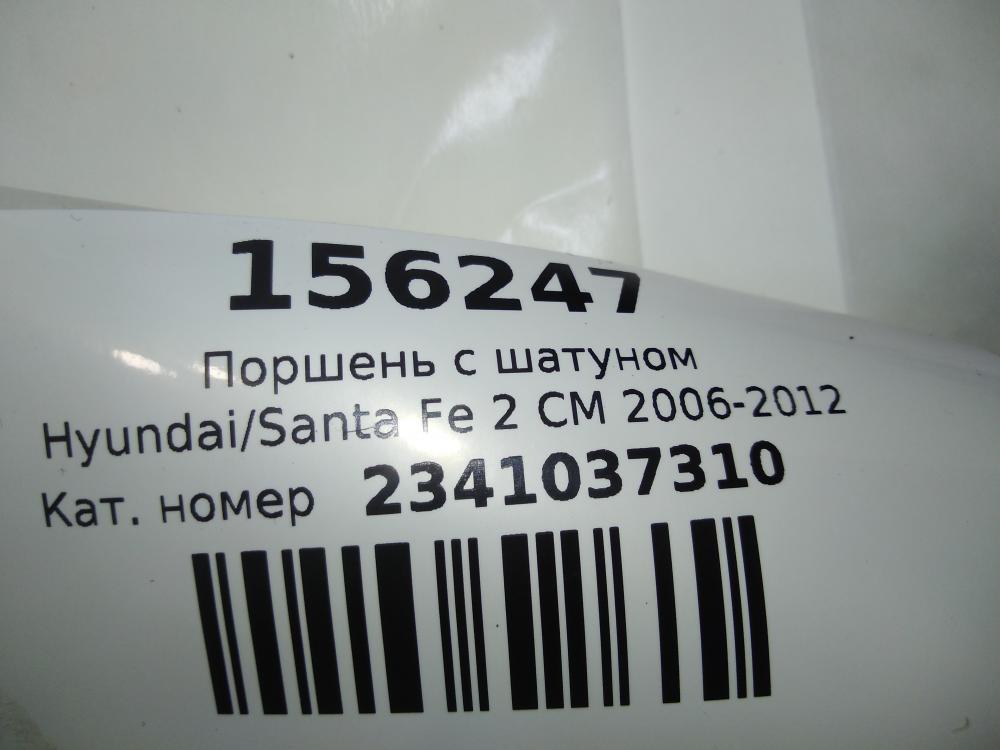 156247
Поршень с шатуном
Hyundai/Santa Fe 2 CM 2006-2012
Кат. номер 2341037310